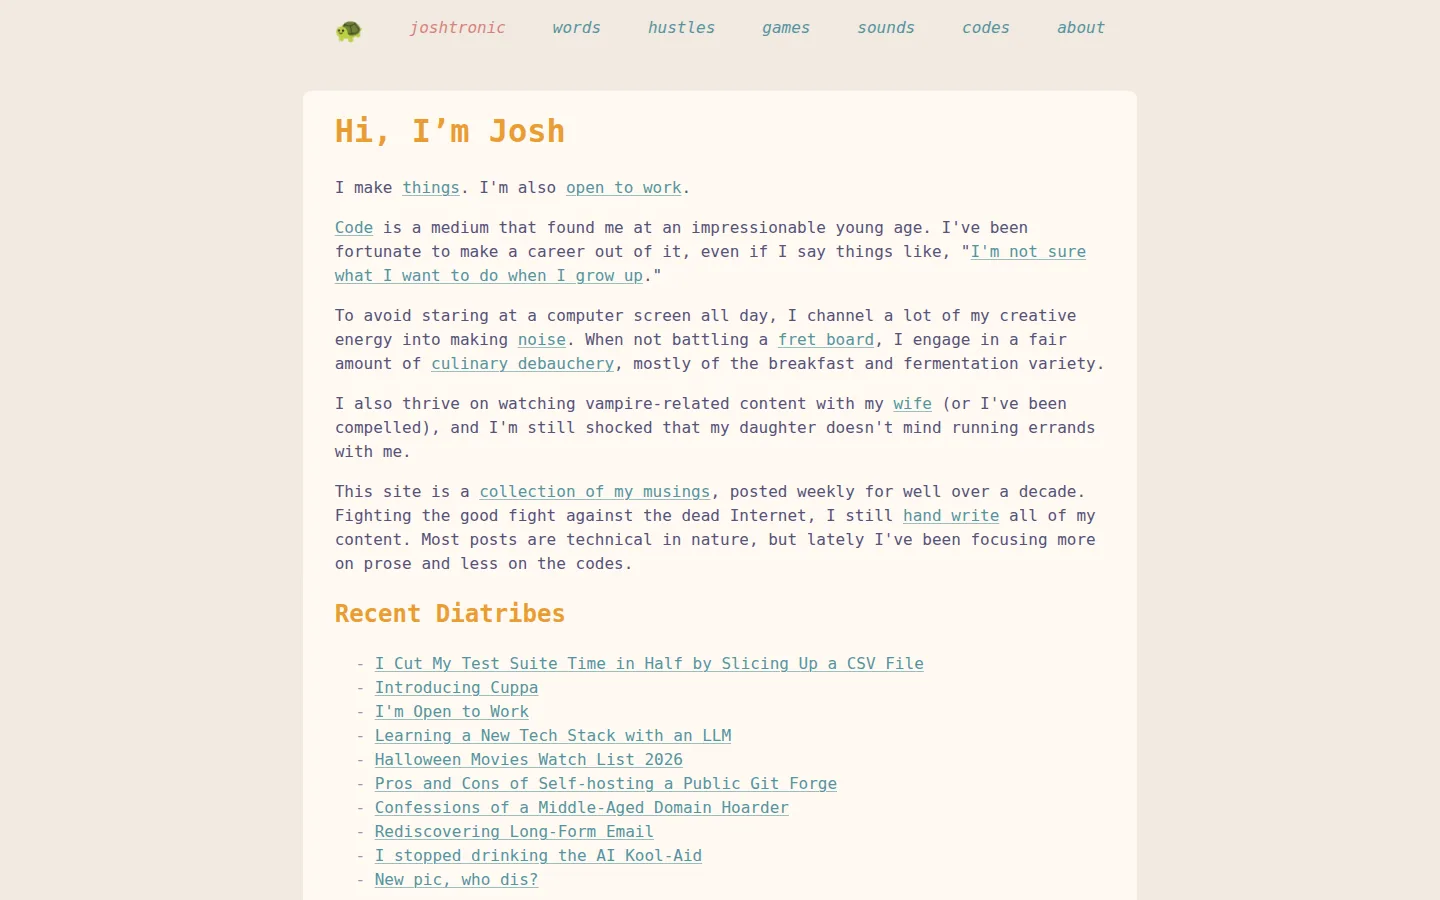 joshtronic words hustles games sounds codes about
Hi, I’m Josh
I make things. I'm also open to work.
Code is a medium that found me at an impressionable young age. I've been
fortunate to make a career out of it, even if I say things like, "I'm not sure
what I want to do when I grow up."
To avoid staring at a computer screen all day, I channel a lot of my creative
energy into making noise. When not battling a fret board, I engage in a fair
amount of culinary debauchery, mostly of the breakfast and fermentation variety.
I also thrive on watching vampire-related content with my wife (or I've been
compelled), and I'm still shocked that my daughter doesn't mind running errands
with me.
This site is a collection of my musings, posted weekly for well over a decade.
Fighting the good fight against the dead Internet, I still hand write all of my
content. Most posts are technical in nature, but lately I've been focusing more
on prose and less on the codes.
Recent Diatribes
- I Cut My Test Suite Time in Half by Slicing Up a CSV File
- Introducing Cuppa
- I'm Open to Work
- Learning a New Tech Stack with an LLM
- Halloween Movies Watch List 2026
- Pros and Cons of Self-hosting a Public Git Forge
- Confessions of a Middle-Aged Domain Hoarder
- Rediscovering Long-Form Email
- I stopped drinking the AI Kool-Aid
- New pic, who dis?